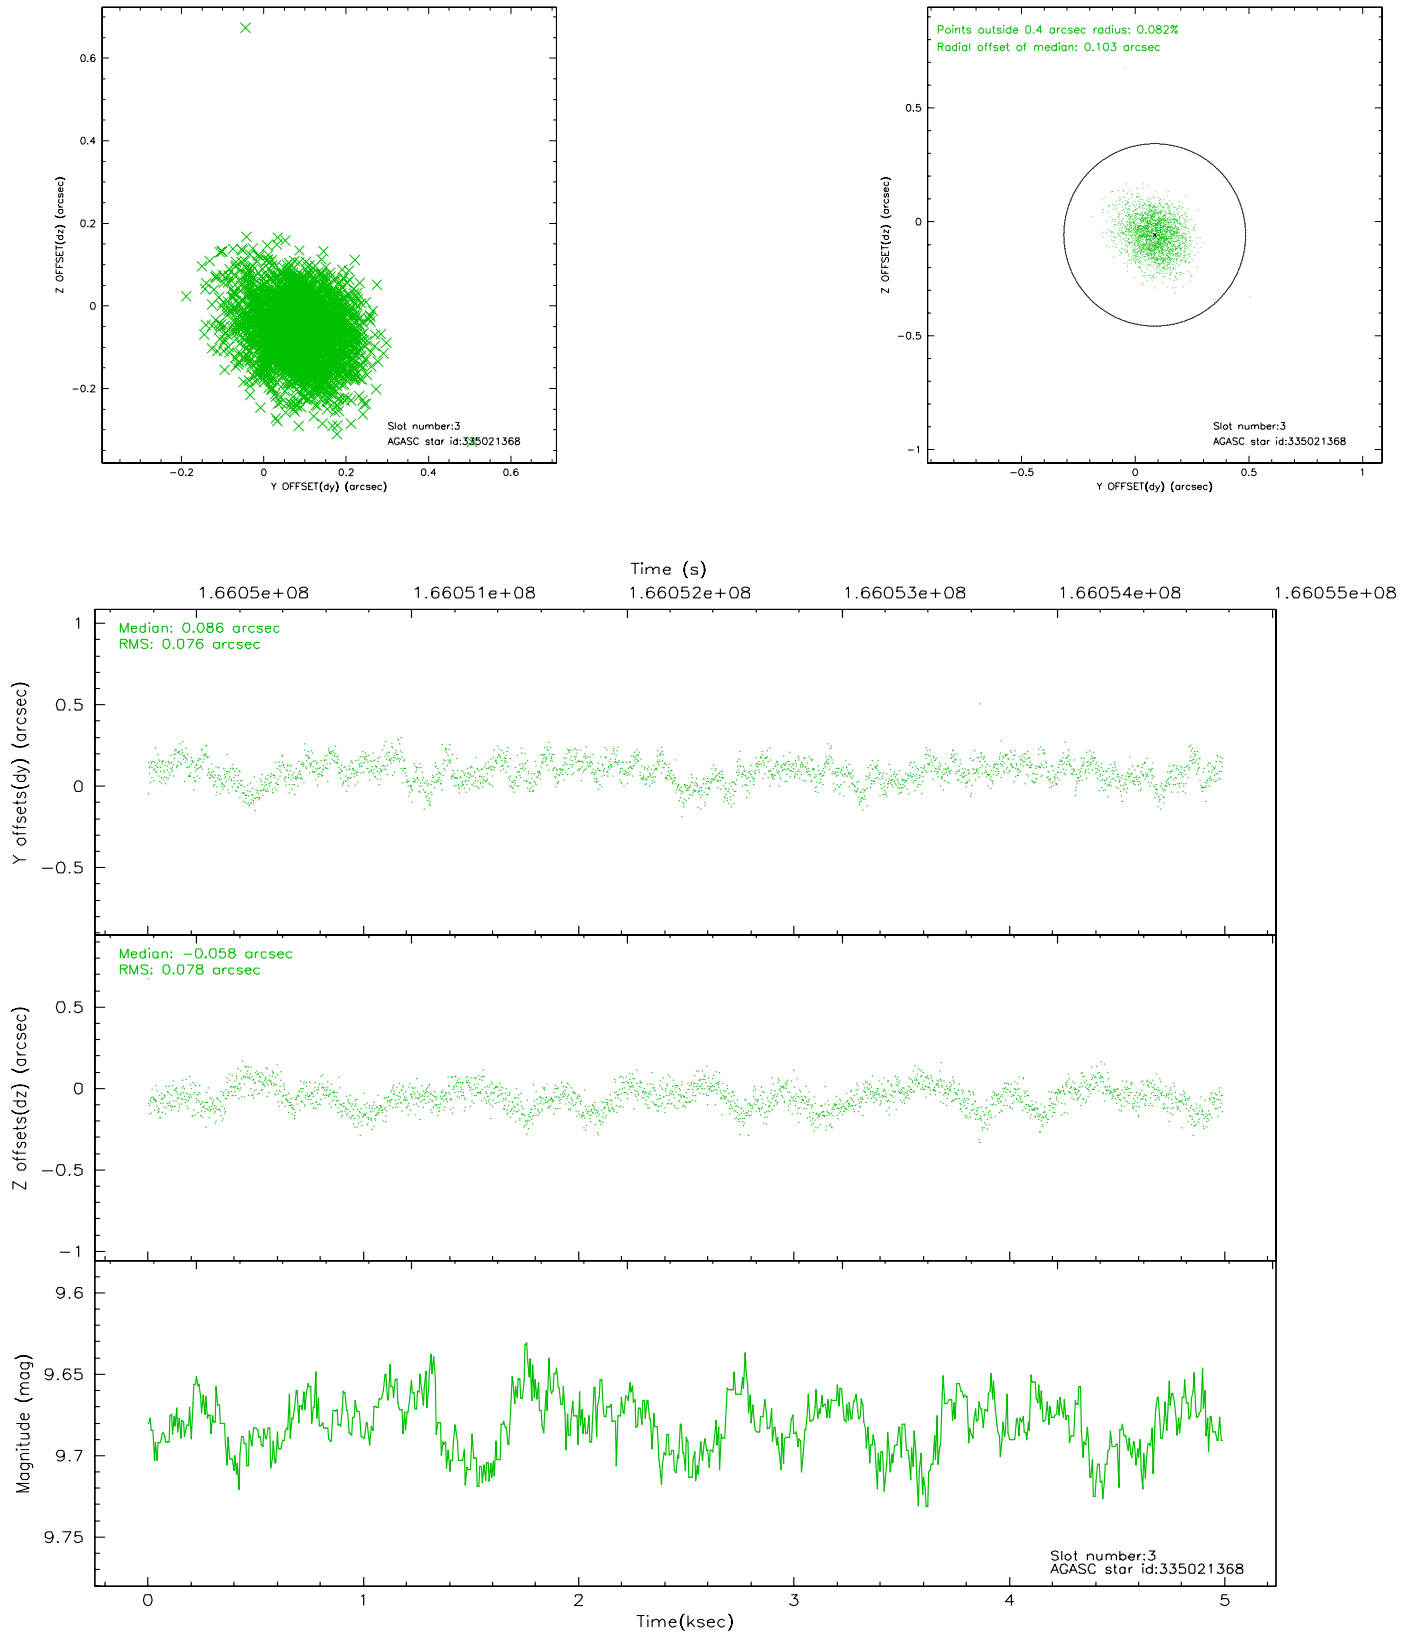 0.6
0.4
0.2
0
−0.2
Z OFFSET(dz) (arcsec)
Slot number:3
AGASC star id:335021368
−0.2 0 0.2 0.4 0.6
Y OFFSET(dy) (arcsec)
Points outside 0.4 arcsec radius: 0.082%
Radial offset of median: 0.103 arcsec
0.5
0
−0.5
−1
Z OFFSET(dz) (arcsec)
Slot number:3
AGASC star id:335021368
−0.5 0 0.5 1
Y OFFSET(dy) (arcsec)
Time (s)
1.6605e+08 1.66051e+08 1.66052e+08 1.66053e+08 1.66054e+08 1.66055e+08
Median: 0.086 arcsec
RMS: 0.076 arcsec
1
0.5
0
−0.5
Y offsets(dy) (arcsec)
Median: −0.058 arcsec
RMS: 0.078 arcsec
0.5
0
−0.5
−1
Z offsets(dz) (arcsec)
9.6
9.65
9.7
9.75
Magnitude (mag)
Slot number:3
AGASC star id:335021368
0 1 2 3 4 5
Time(ksec)